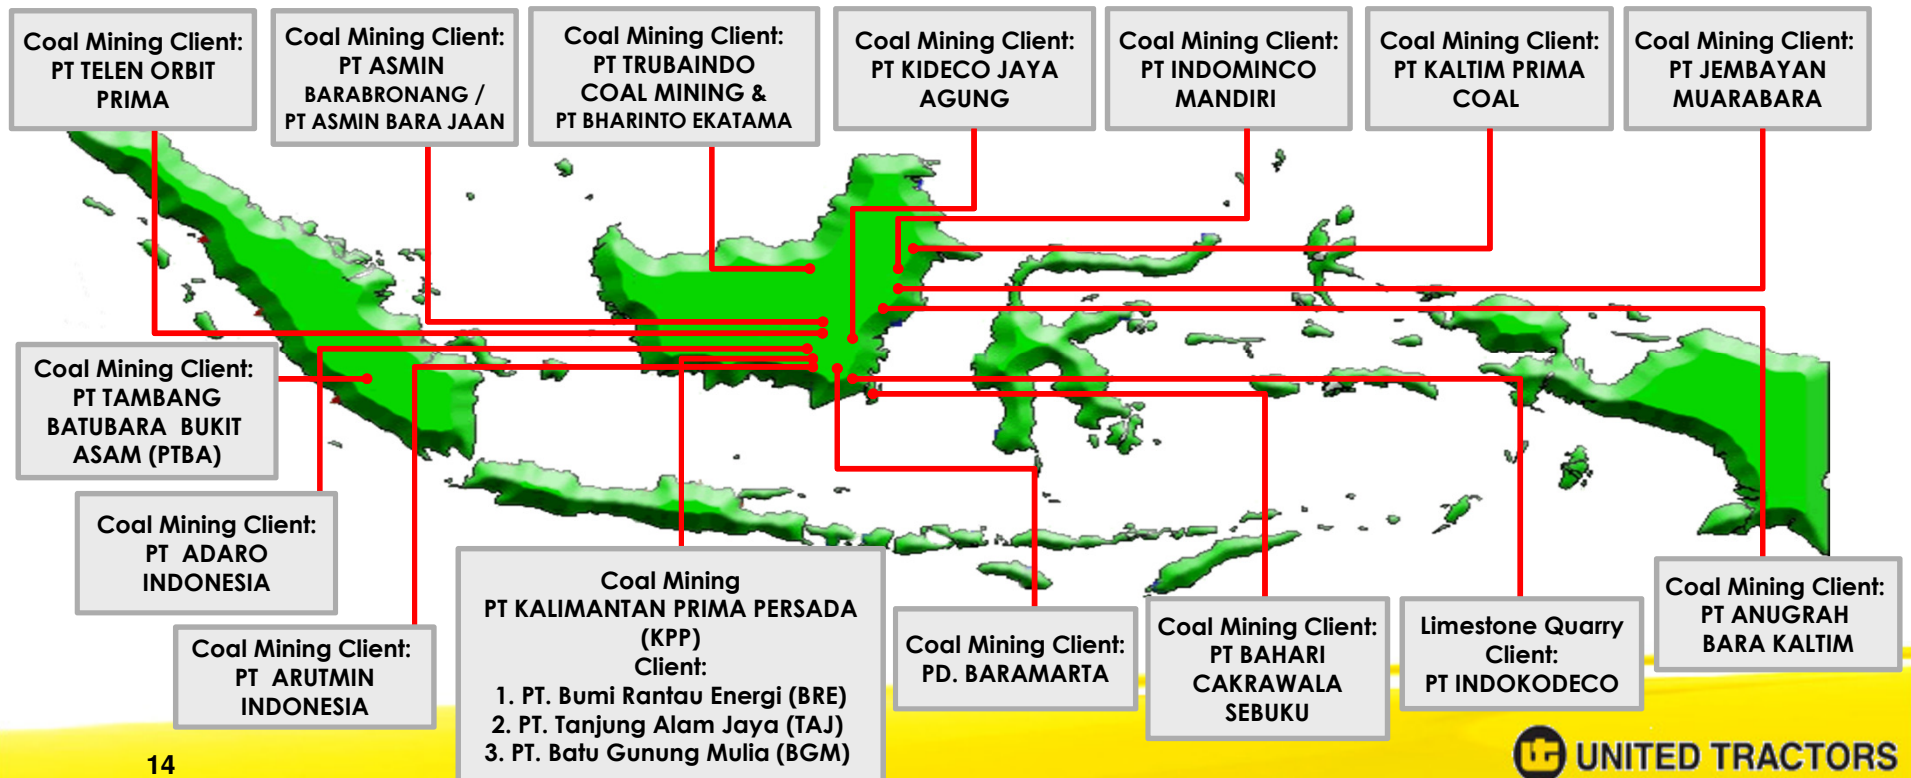 Coal Mining Client:
PT TELEN ORBIT
PRIMA
Coal Mining Client:
PT ASMIN
BARABRONANG /
PT ASMIN BARA JAAN
Coal Mining Client:
PT TRUBAINDO
COAL MINING &
PT BHARINTO EKATAMA
Coal Mining Client:
PT KIDECO JAYA
AGUNG
Coal Mining Client:
PT INDOMINCO
MANDIRI
Coal Mining Client:
PT KALTIM PRIMA
COAL
Coal Mining Client:
PT JEMBAYAN
MUARABARA
Coal Mining Client:
PT TAMBANG
BATUBARA BUKIT
ASAM (PTBA)
Coal Mining Client:
PT ADARO
INDONESIA
Coal Mining Client:
PT ARUTMIN
INDONESIA
Coal Mining
PT KALIMANTAN PRIMA PERSADA
(KPP)
Client:
1. PT. Bumi Rantau Energi (BRE)
2. PT. Tanjung Alam Jaya (TAJ)
3. PT. Batu Gunung Mulia (BGM)
Coal Mining Client:
PD. BARAMARTA
Coal Mining Client:
PT BAHARI
CAKRAWALA
SEBUKU
Limestone Quarry
Client:
PT INDOKODECO
Coal Mining Client:
PT ANUGRAH
BARA KALTIM
14
UNITED TRACTORS